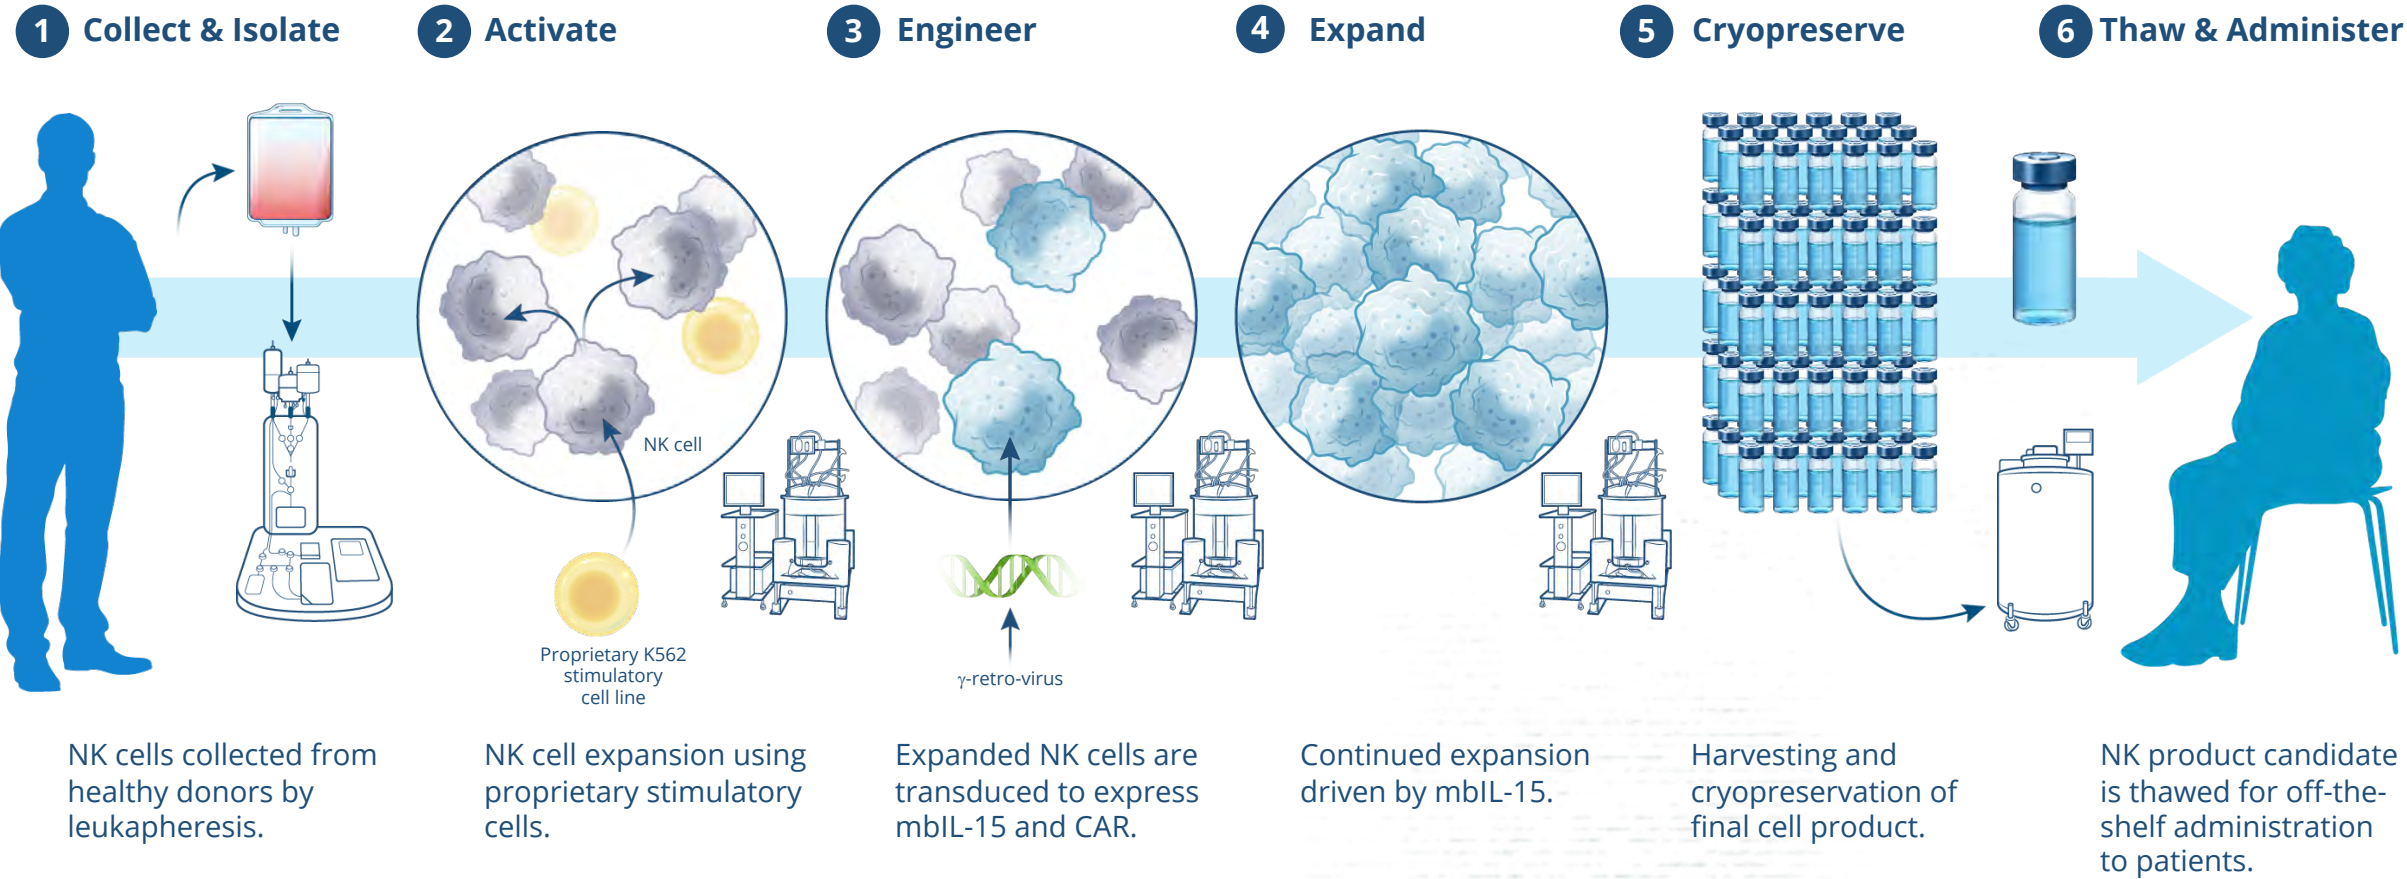 1 Collect & Isolate
2 Activate
3 Engineer
4 Expand
5 Cryopreserve
6 Thaw & Administer
NK cell
Proprietary K562
stimulatory
cell line
γ-retro-virus
NK cells collected from
healthy donors by
leukapheresis.
NK cell expansion using
proprietary stimulatory
cells.
Expanded NK cells are
transduced to express
mbIL-15 and CAR.
Continued expansion
driven by mbIL-15.
Harvesting and
cryopreservation of
final cell product.
NK product candidate
is thawed for off-the-
shelf administration
to patients.